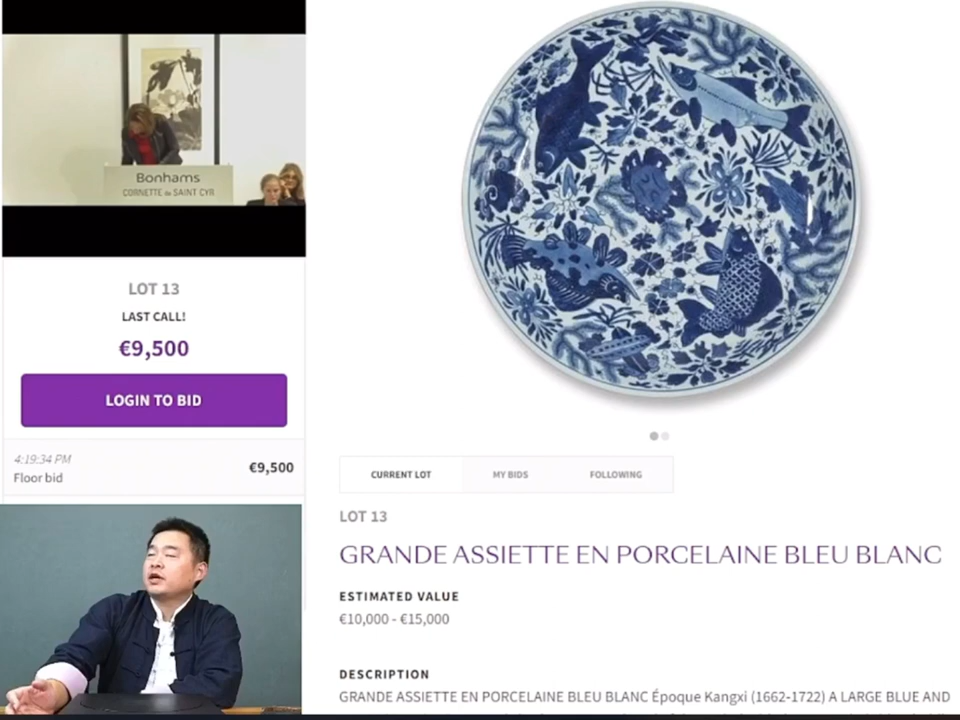 Bonhams
CORNETTE de SAINT CYR
LOT 13
LAST CALL!
€9,500
LOGIN TO BID
4:19:34 PM
Floor bid
€9,500
CURRENT LOT
MY BIDS
FOLLOWING
LOT 13
GRANDE ASSIETTE EN PORCELAINE BLEU BLANC
ESTIMATED VALUE
€10,000 - €15,000
DESCRIPTION
GRANDE ASSIETTE EN PORCELAINE BLEU BLANC Époque Kangxi (1662-1722) A LARGE BLUE AND